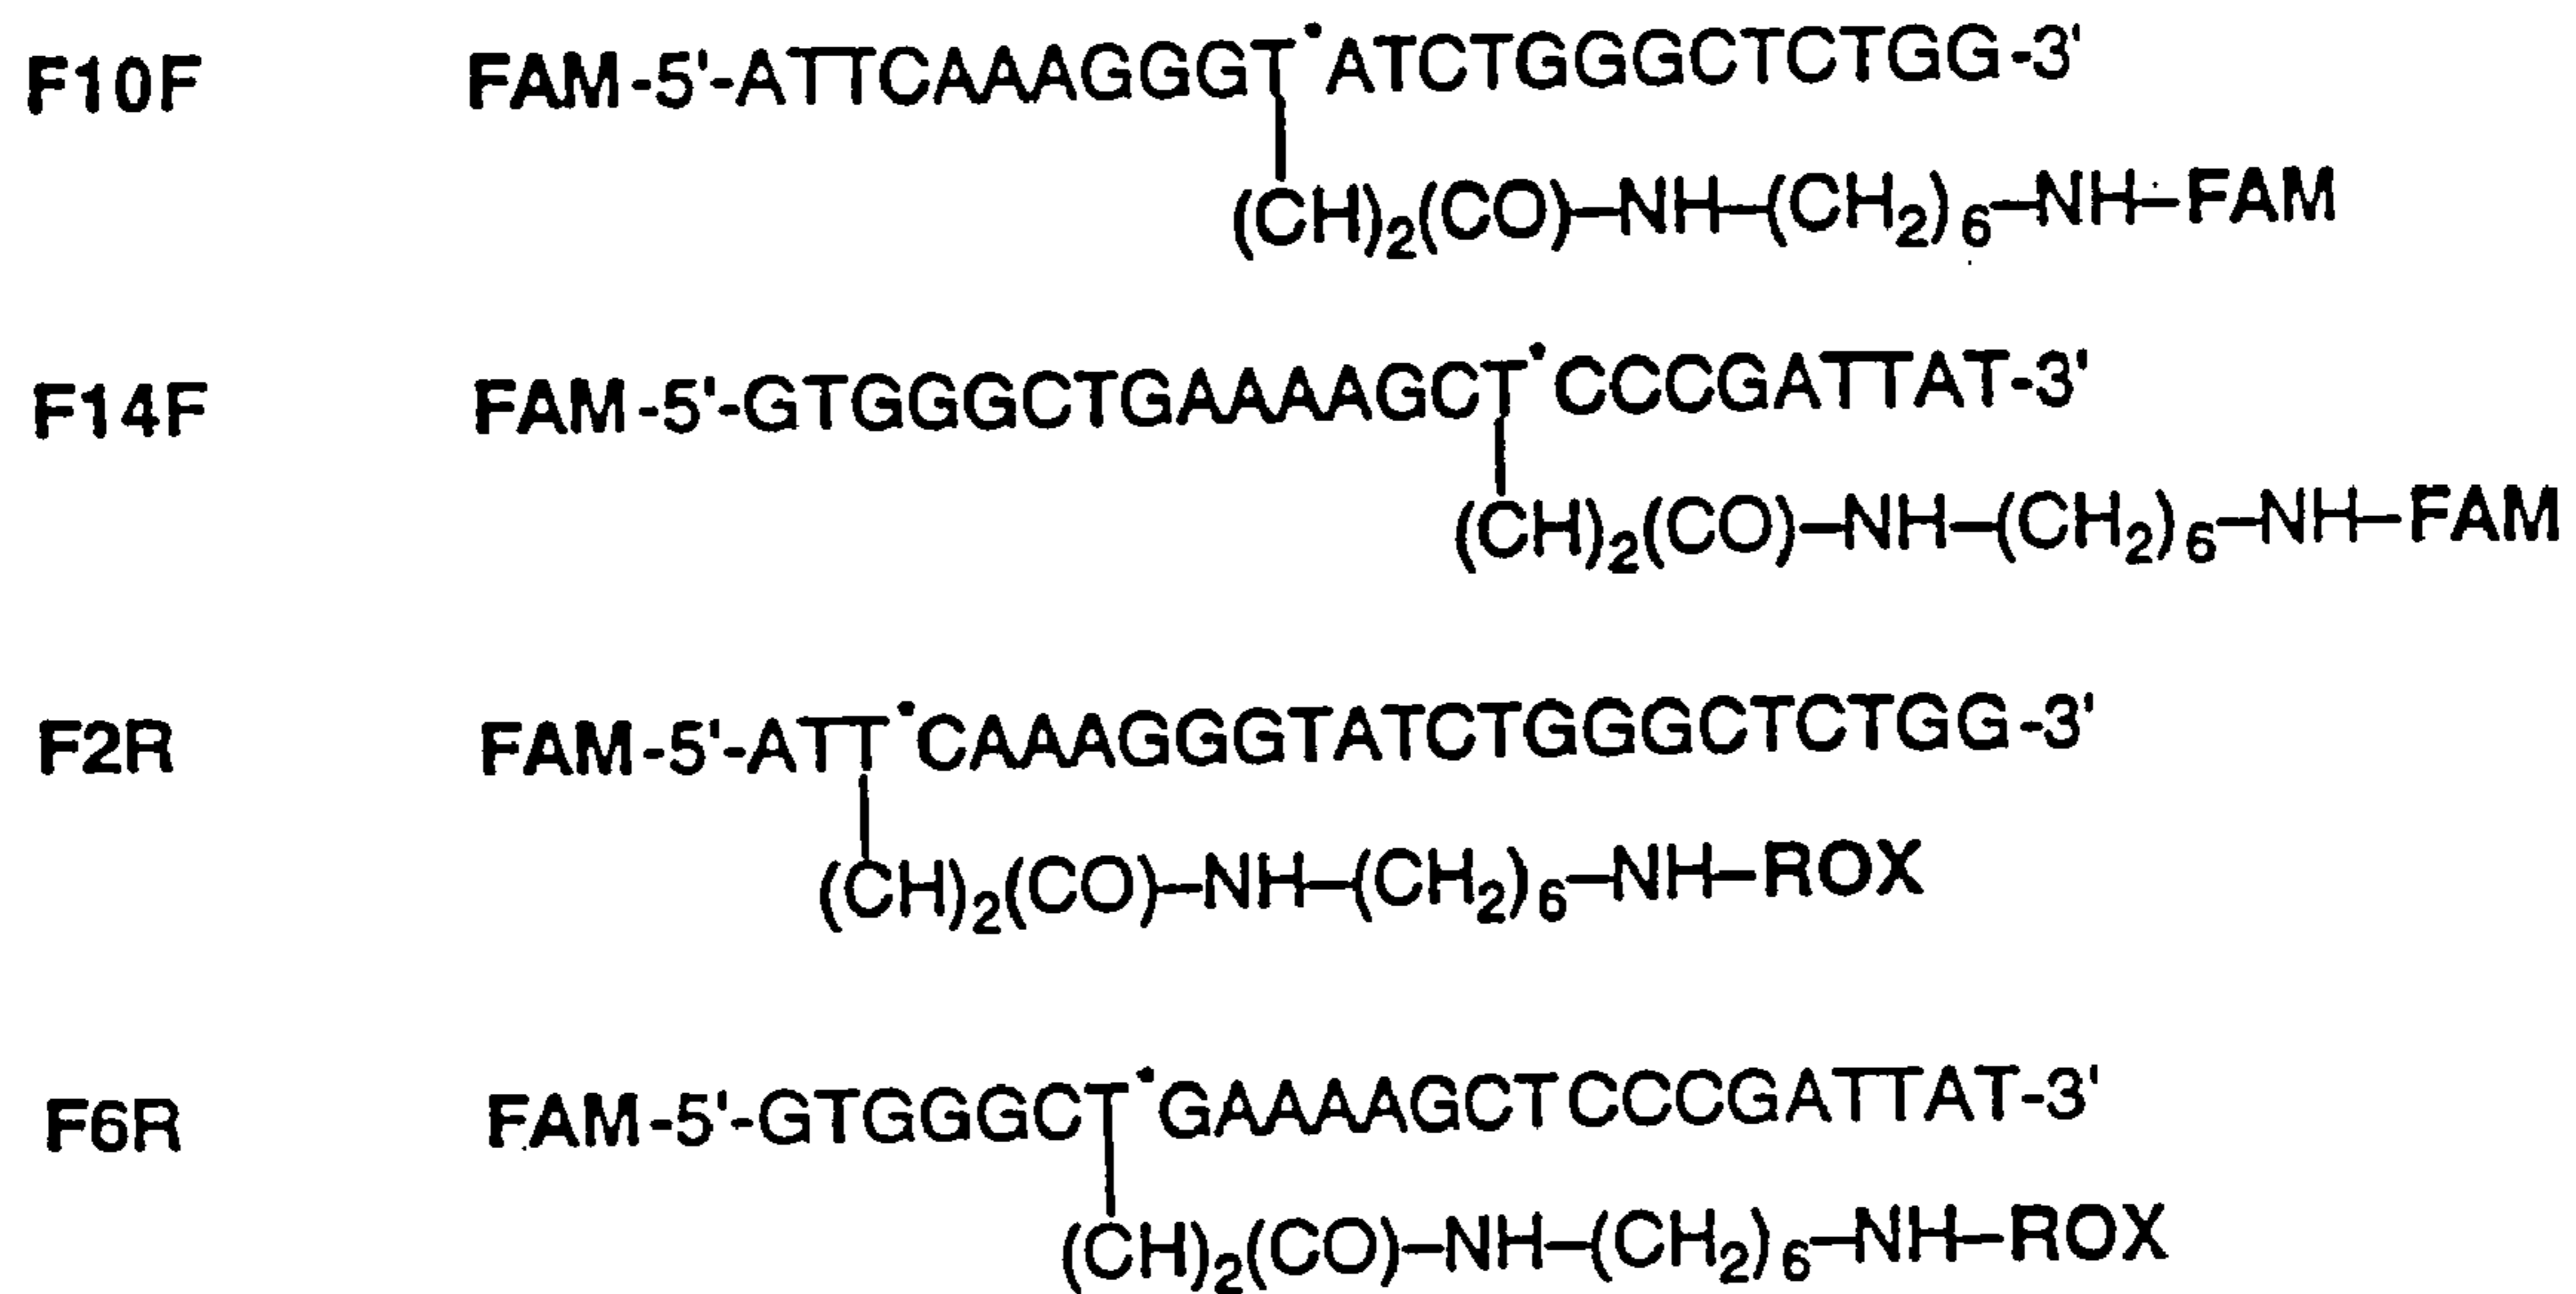 F10F FAM-5'-ATTCAAAGGGT*ATCTGGGCTCTGG-3'
(CH)2(CO)–NH–(CH2)6–NH–FAM
F14F FAM-5'-GTGGGCTGAAAAGCT*CCCGATTAT-3'
(CH)2(CO)–NH–(CH2)6–NH–FAM
F2R FAM-5'-ATT*CAAAGGGTATCTGGGCTCTGG-3'
(CH)2(CO)–NH–(CH2)6–NH–ROX
F6R FAM-5'-GTGGGCT*GAAAAGCTCCCGATTAT-3'
(CH)2(CO)–NH–(CH2)6–NH–ROX